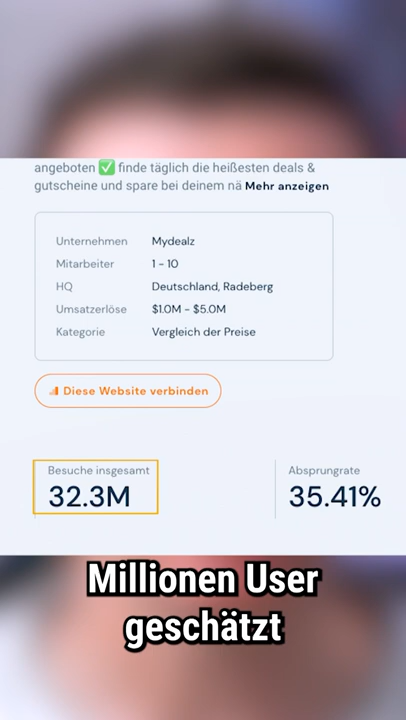 angeboten ✅ finde täglich die heißesten deals &
gutscheine und spare bei deinem nä Mehr anzeigen
Unternehmen Mydealz
Mitarbeiter 1 - 10
HQ Deutschland, Radeberg
Umsatzerlöse $1.0M - $5.0M
Kategorie Vergleich der Preise
Diese Website verbinden
Besuche insgesamt
32.3M
Absprungrate
35.41%
Millionen User
geschätzt